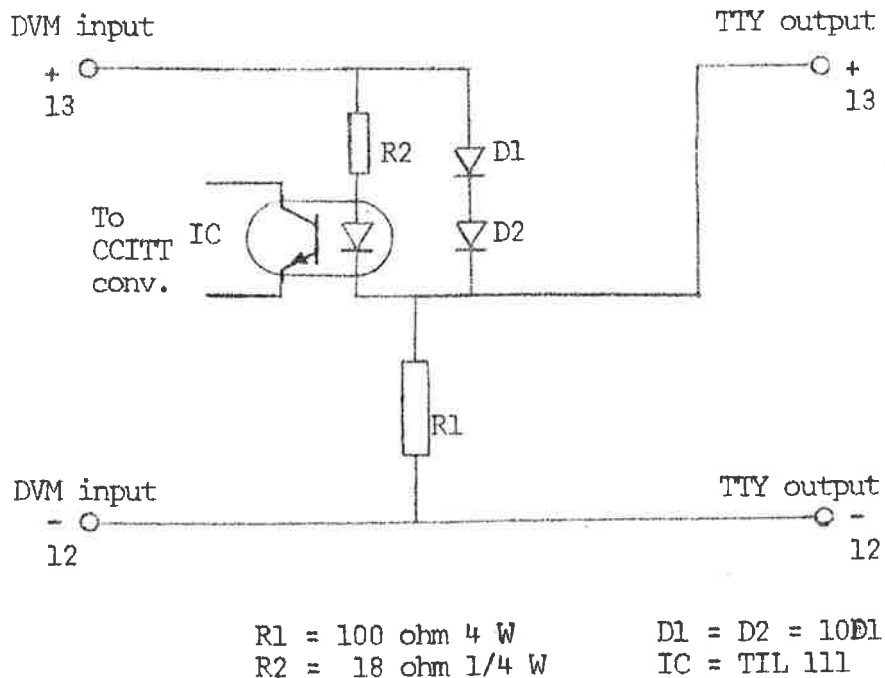 DVM input
TTY output
+
+
13
13
R2
D1
To
CCITT
conv.
IC
D2
R1
DVM input
TTY output
-
-
12
12
R1 = 100 ohm 4 W
D1 = D2 = 10D1
R2 = 18 ohm 1/4 W
IC = TIL 111